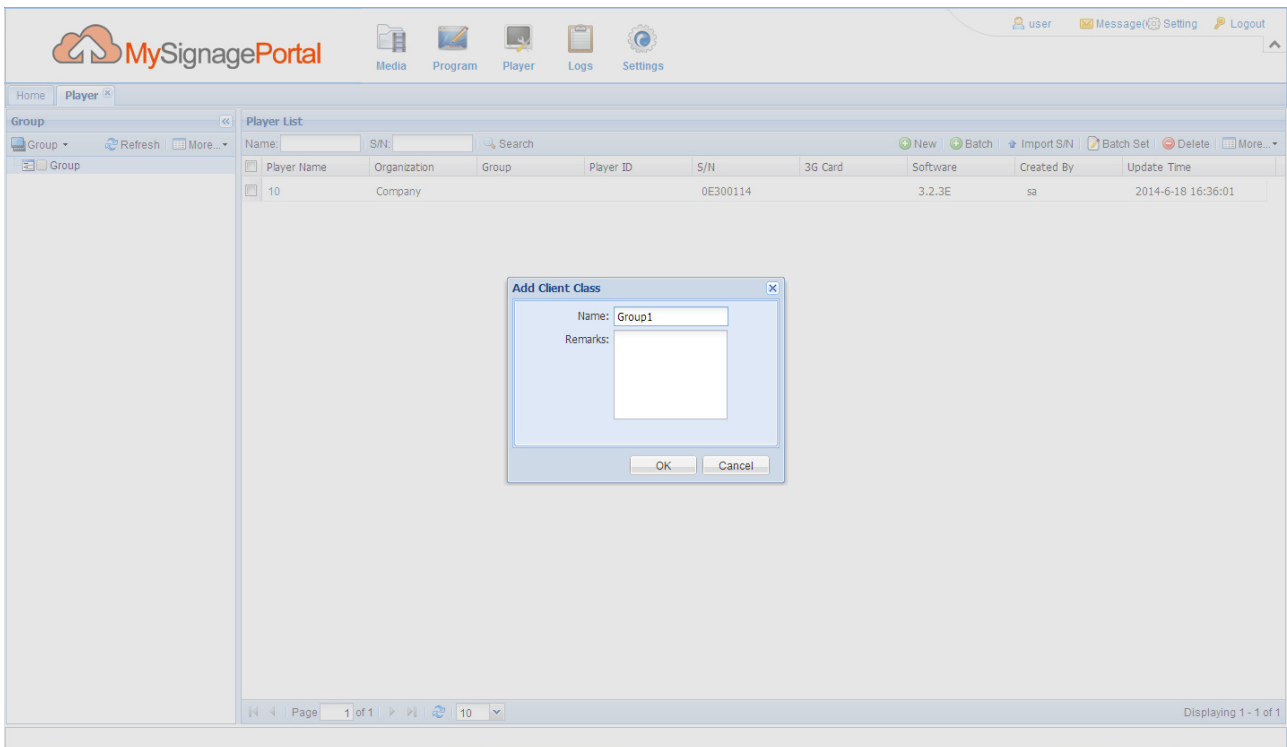 user Message( Setting Logout
MySignagePortal
Media Program Player Logs Settings
Home Player
Group Player List
Group Refresh More... Name: S/N: Search New Batch Import S/N Batch Set Delete More...
Group Player Name Organization Group Player ID S/N 3G Card Software Created By Update Time
10 Company 0E300114 3.2.3E sa 2014-6-18 16:36:01
Add Client Class
Name: Group1
Remarks:
OK Cancel
Page 1 of 1 10 Displaying 1 - 1 of 1